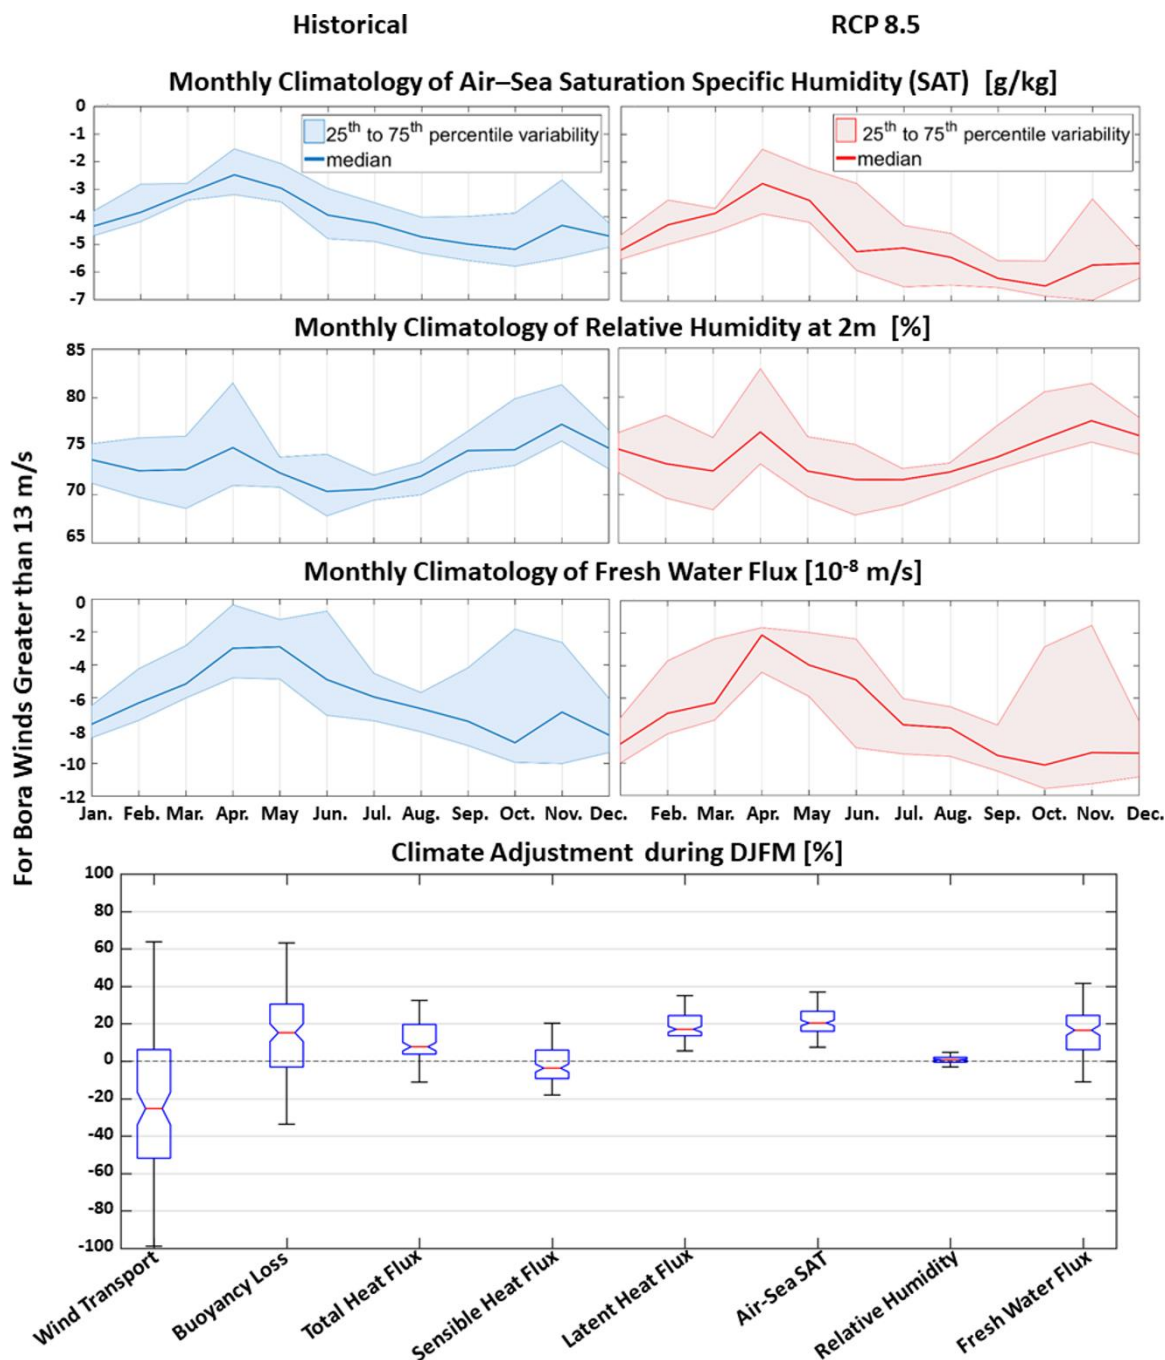 Historical RCP 8.5
Monthly Climatology of Air–Sea Saturation Specific Humidity (SAT) [g/kg]
0
-1
-2
-3
-4
-5
-6
-7
25th to 75th percentile variability
median
25th to 75th percentile variability
median
Monthly Climatology of Relative Humidity at 2m [%]
85
80
75
70
65
Monthly Climatology of Fresh Water Flux [10-8 m/s]
0
-2
-4
-6
-8
-10
-12
Jan. Feb. Mar. Apr. May Jun. Jul. Aug. Sep. Oct. Nov. Dec. Feb. Mar. Apr. May Jun. Jul. Aug. Sep. Oct. Nov. Dec.
For Bora Winds Greater than 13 m/s
Climate Adjustment during DJFM [%]
100
80
60
40
20
0
-20
-40
-60
-80
-100
Wind Transport
Buoyancy Loss
Total Heat Flux
Sensible Heat Flux
Latent Heat Flux
Air-Sea SAT
Relative Humidity
Fresh Water Flux